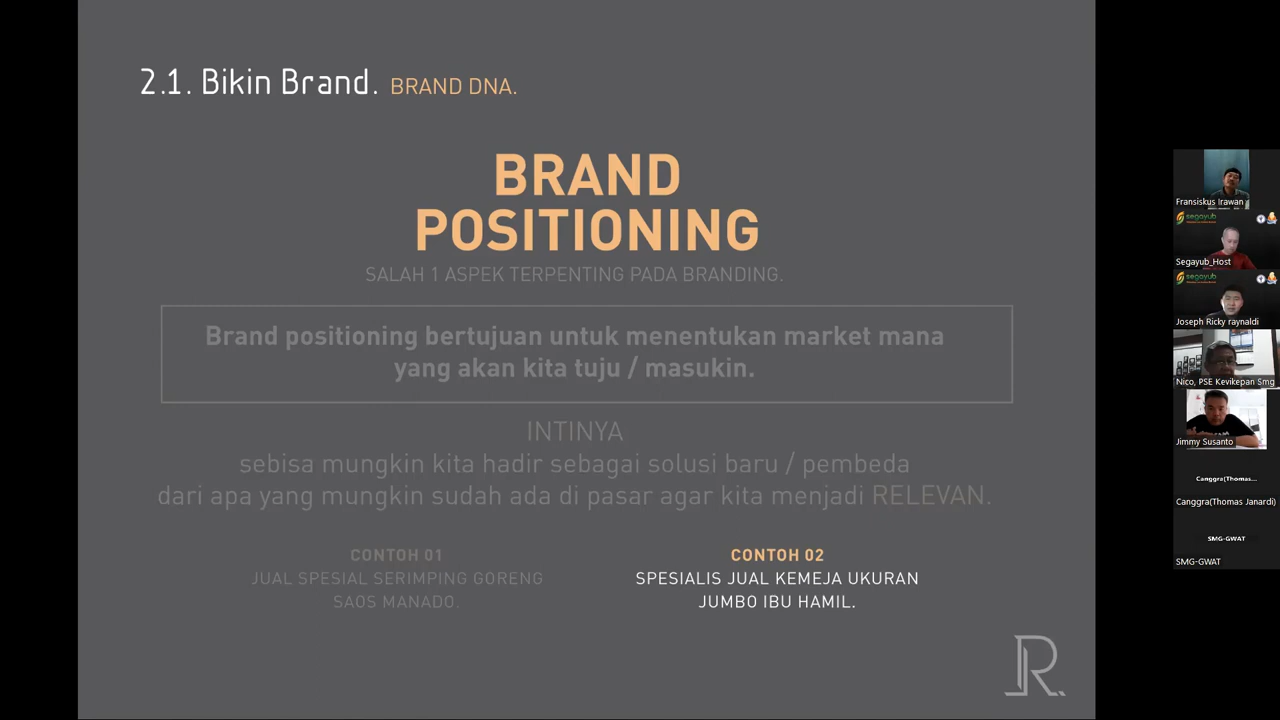 2.1. Bikin Brand. BRAND DNA.
BRAND
POSITIONING
SALAH 1 ASPEK TERPENTING PADA BRANDING.
Brand positioning bertujuan untuk menentukan market mana
yang akan kita tuju / masukin.
INTINYA
sebisa mungkin kita hadir sebagai solusi baru / pembeda
dari apa yang mungkin sudah ada di pasar agar kita menjadi RELEVAN.
CONTOH 01
JUAL SPESIAL SERIMPING GORENG
SAOS MANADO.
CONTOH 02
SPESIALIS JUAL KEMEJA UKURAN
JUMBO IBU HAMIL.
R.
Fransiskus Irawan
segayub
Segayub_Host
segayub
Joseph Ricky raynaldi
Nico, PSE Kevikepan Smg
Jimmy Susanto
Canggra(Thomas...
Canggra(Thomas Janardi)
SMG-GWAT
SMG-GWAT